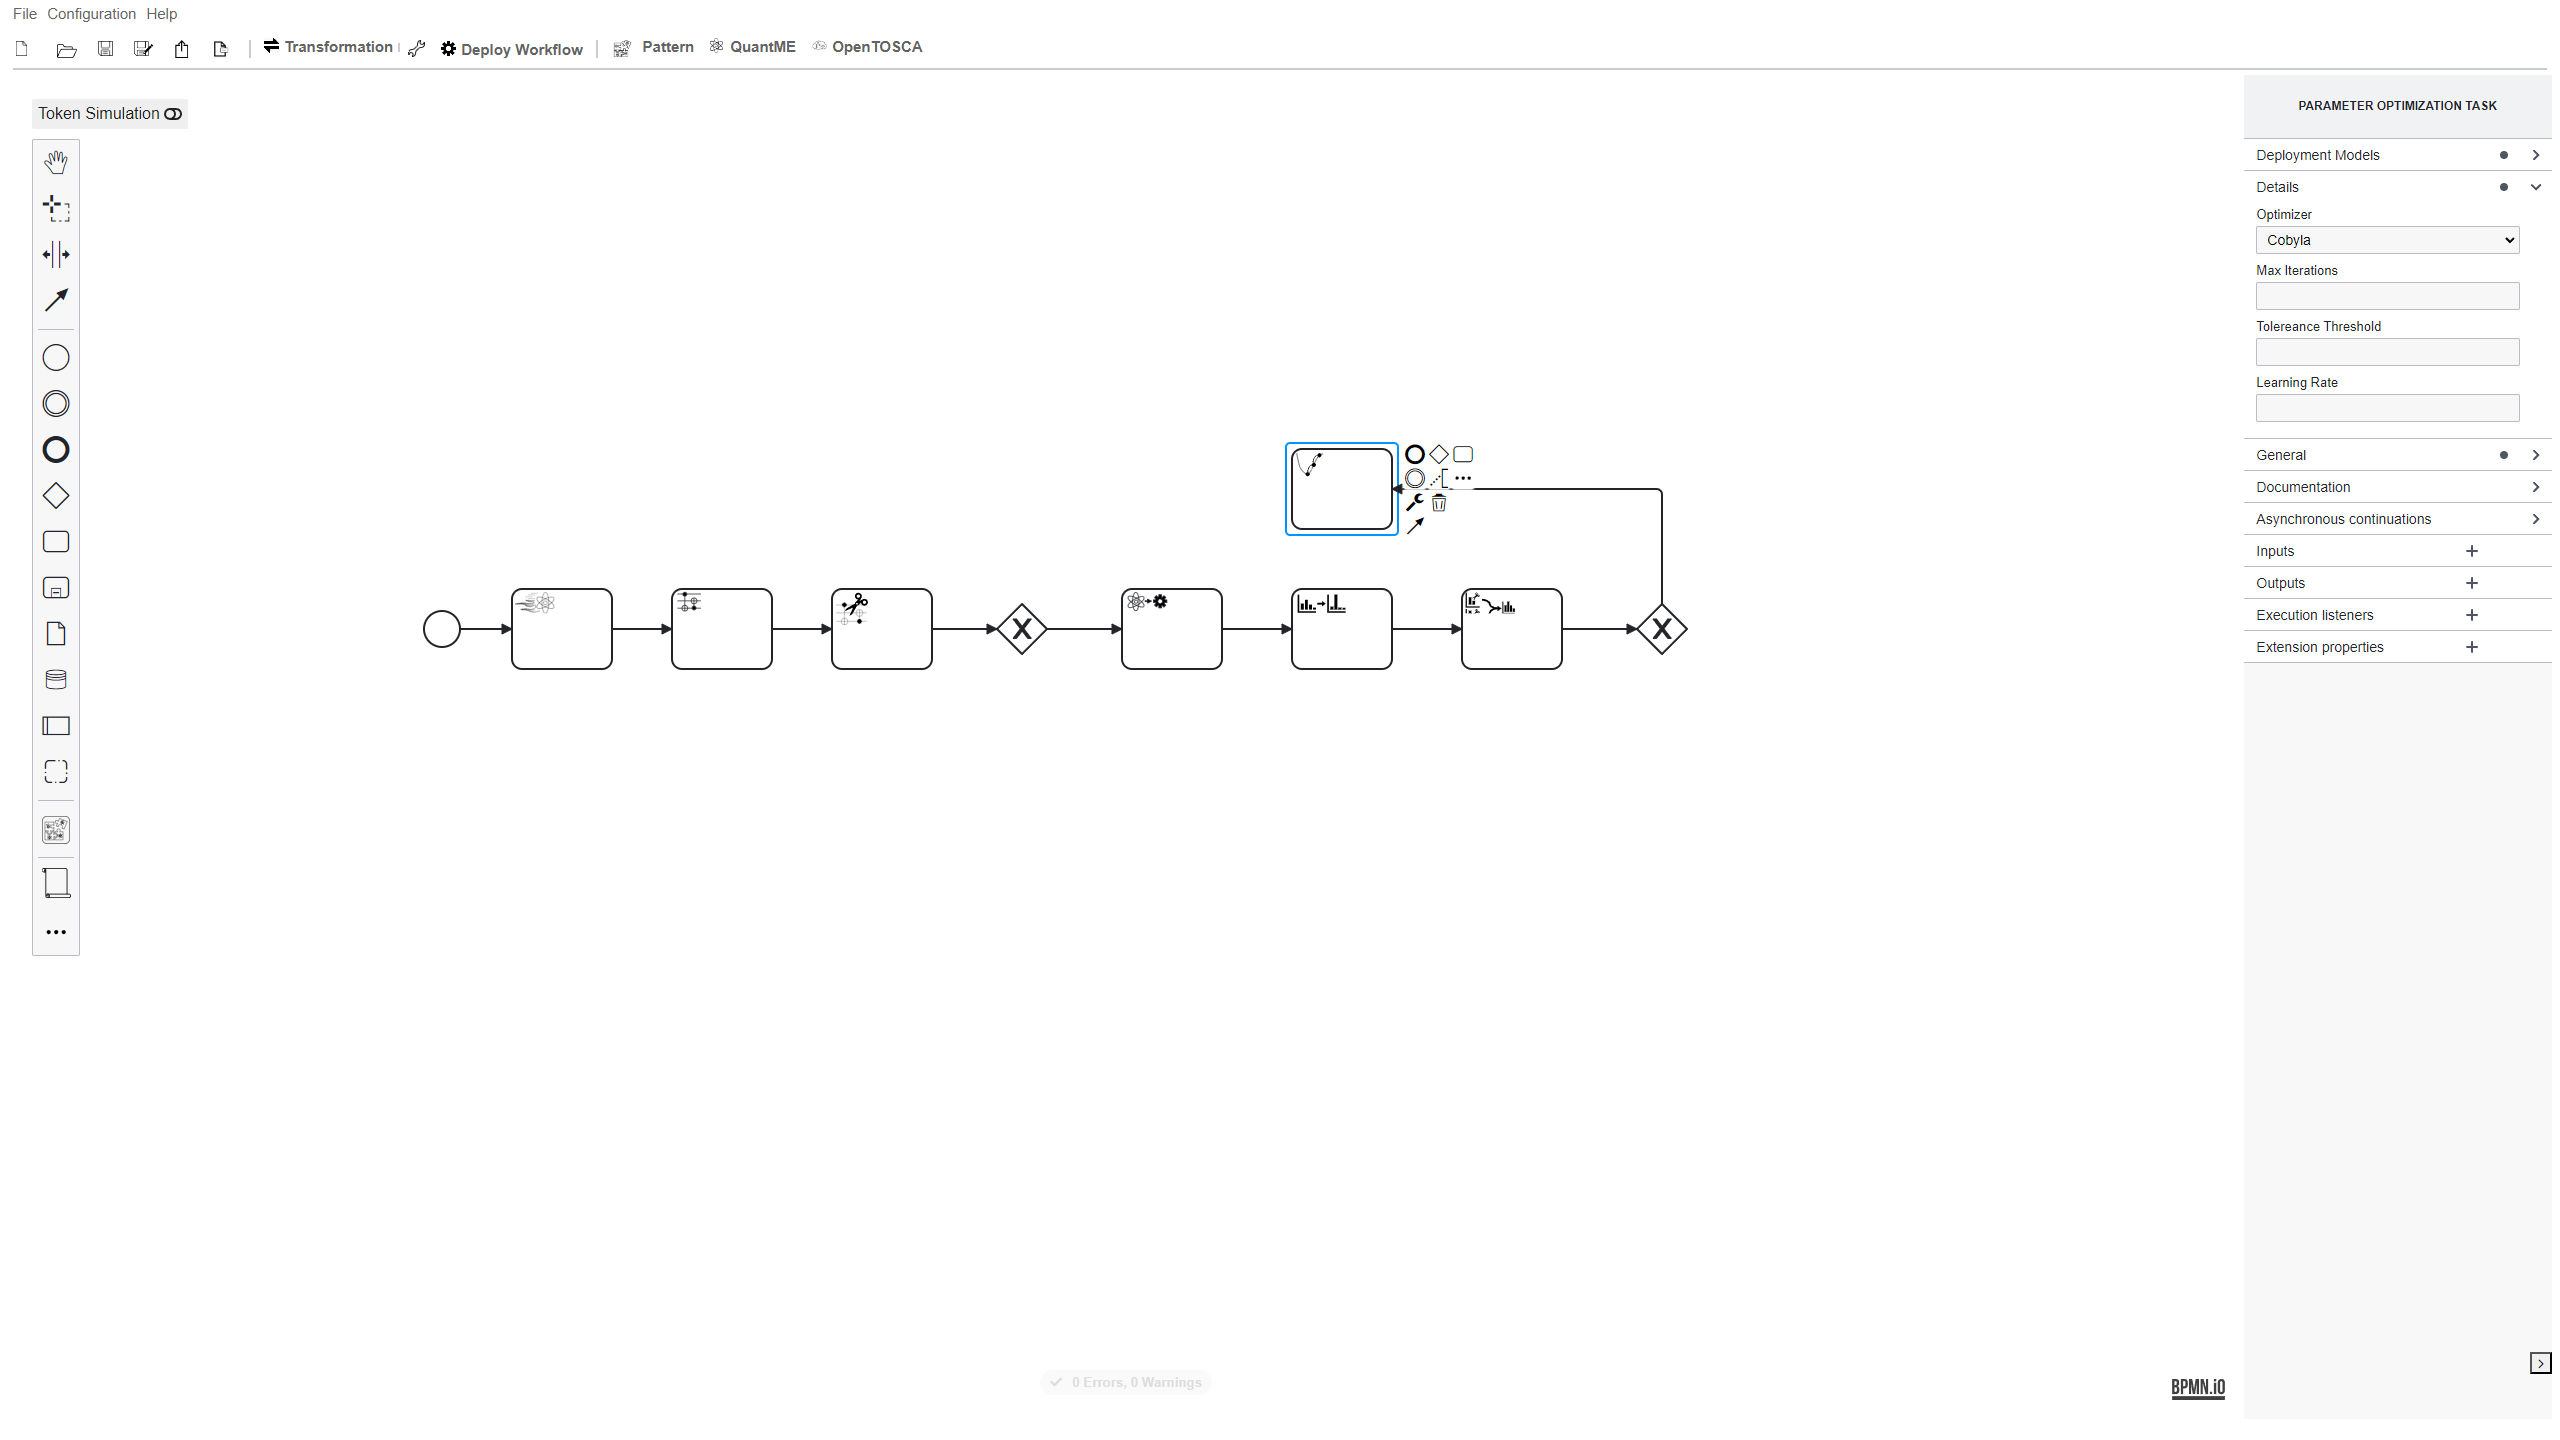 File Configuration Help
Transformation Deploy Workflow Pattern QuantME OpenTOSCA
Token Simulation
PARAMETER OPTIMIZATION TASK
Deployment Models
Details
Optimizer
Cobyla
Max Iterations
Tolereance Threshold
Learning Rate
General
Documentation
Asynchronous continuations
Inputs
Outputs
Execution listeners
Extension properties
0 Errors, 0 Warnings
BPMN.iO